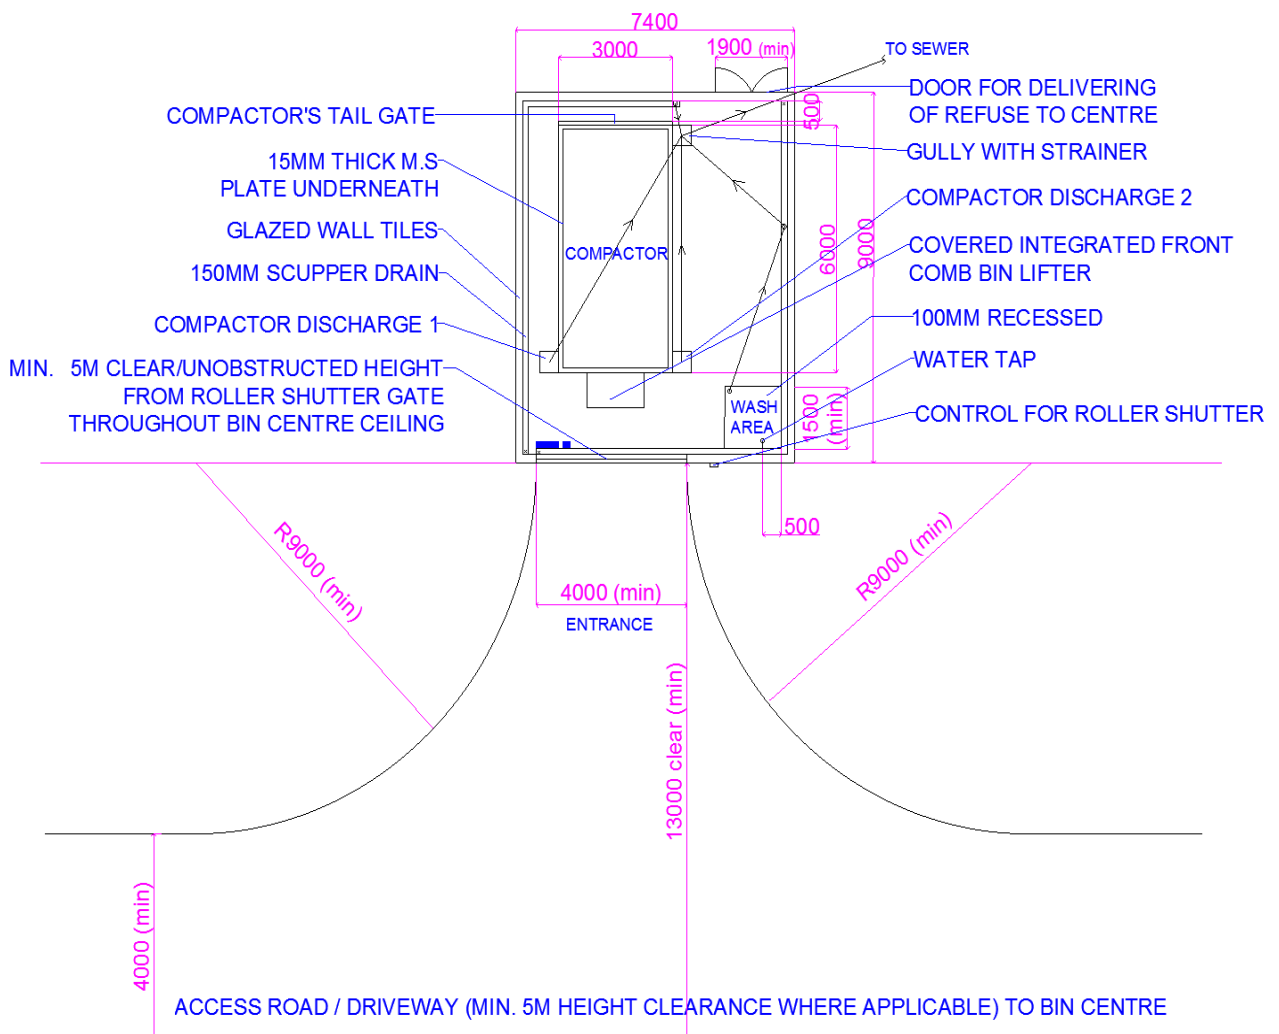 7400
3000
1900 (min)
TO SEWER
DOOR FOR DELIVERING
OF REFUSE TO CENTRE
500
COMPACTOR'S TAIL GATE
GULLY WITH STRAINER
15MM THICK M.S
PLATE UNDERNEATH
COMPACTOR DISCHARGE 2
GLAZED WALL TILES
COMPACTOR
6000
9000
COVERED INTEGRATED FRONT
COMB BIN LIFTER
150MM SCUPPER DRAIN
COMPACTOR DISCHARGE 1
100MM RECESSED
WATER TAP
MIN. 5M CLEAR/UNOBSTRUCTED HEIGHT
FROM ROLLER SHUTTER GATE
THROUGHOUT BIN CENTRE CEILING
WASH
AREA
1500
(min)
CONTROL FOR ROLLER SHUTTER
500
R9000 (min)
R9000 (min)
4000 (min)
ENTRANCE
13000 clear (min)
4000 (min)
ACCESS ROAD / DRIVEWAY (MIN. 5M HEIGHT CLEARANCE WHERE APPLICABLE) TO BIN CENTRE